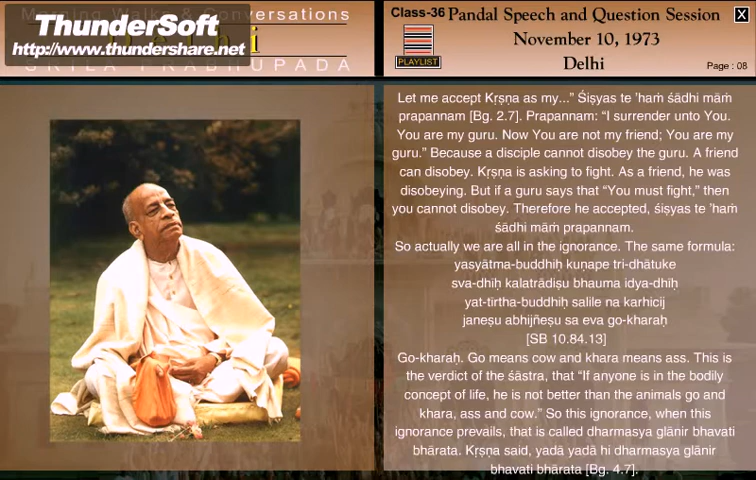 Morning Walks & Conversations
ThunderSoft
http://www.thundershare.net
SRILA PRABHUPADA
Class-36 Pandal Speech and Question Session
X
November 10, 1973
Delhi
PLAYLIST
Page : 08
Let me accept Kṛṣṇa as my...” Śiṣyas te ’haṁ śādhi māṁ
prapannam [Bg. 2.7]. Prapannam: “I surrender unto You.
You are my guru. Now You are not my friend; You are my
guru.” Because a disciple cannot disobey the guru. A friend
can disobey. Kṛṣṇa is asking to fight. As a friend, he was
disobeying. But if a guru says that “You must fight,” then
you cannot disobey. Therefore he accepted, śiṣyas te ’haṁ
śādhi māṁ prapannam.
So actually we are all in the ignorance. The same formula:
yasyātma-buddhiḥ kuṇape tri-dhātuke
sva-dhīḥ kalatrādiṣu bhauma idya-dhīḥ
yat-tirtha-buddhiḥ salile na karhicij
janeṣu abhijñeṣu sa eva go-kharaḥ
[SB 10.84.13]
Go-kharaḥ. Go means cow and khara means ass. This is
the verdict of the śāstra, that “If anyone is in the bodily
concept of life, he is not better than the animals go and
khara, ass and cow.” So this ignorance, when this
ignorance prevails, that is called dharmasya glānir bhavati
bhārata. Kṛṣṇa said, yadā yadā hi dharmasya glānir
bhavati bhārata [Bg. 4.7].